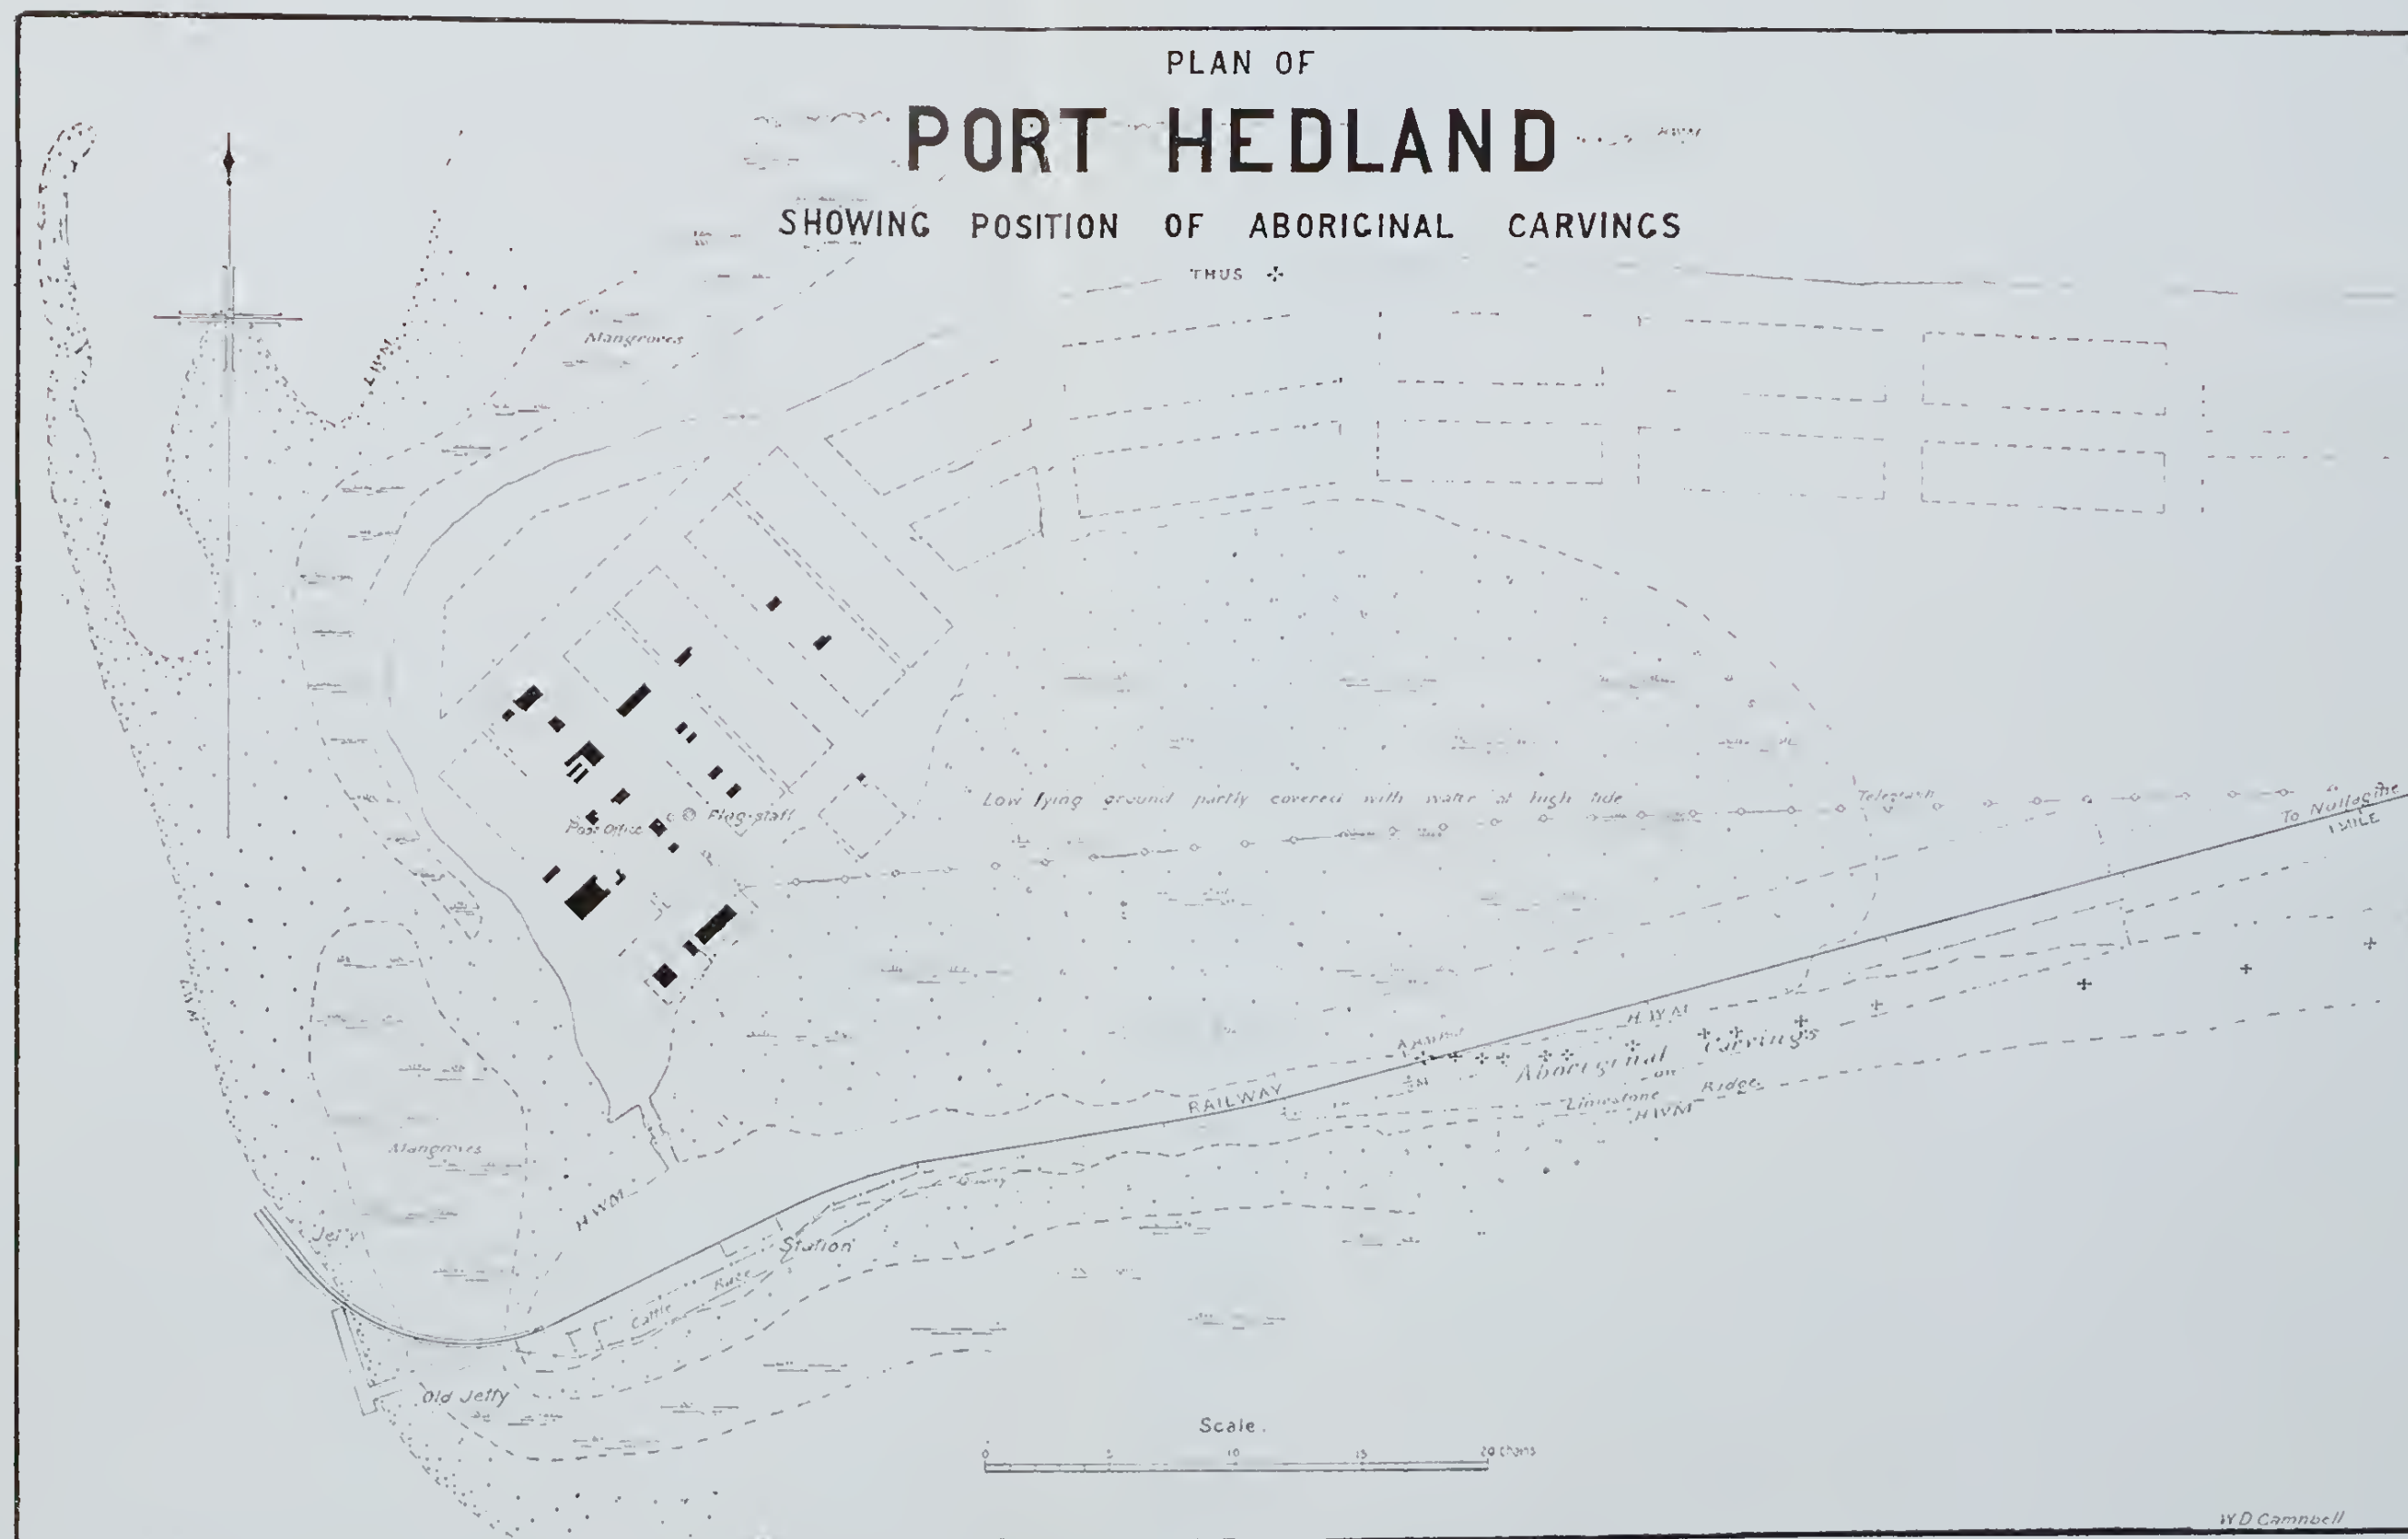 PLAN OF
PORT HEDLAND
SHOWING POSITION OF ABORIGINAL CARVINGS
THUS
Mangroves
L.W.M.
Low lying ground partly covered with water at high tide
Telegraph
To Nullagine
1 MILE
Post Office
Flag-staff
L.W.M.
H.W.M.
Aboriginal Carvings
on
Limestone Ridge
H.W.M.
RAILWAY
Mangroves
H.W.M.
Jetty
Station
Cattle Race
Old Jetty
Scale.
0 5 10 15 20 chains
W D Campbell